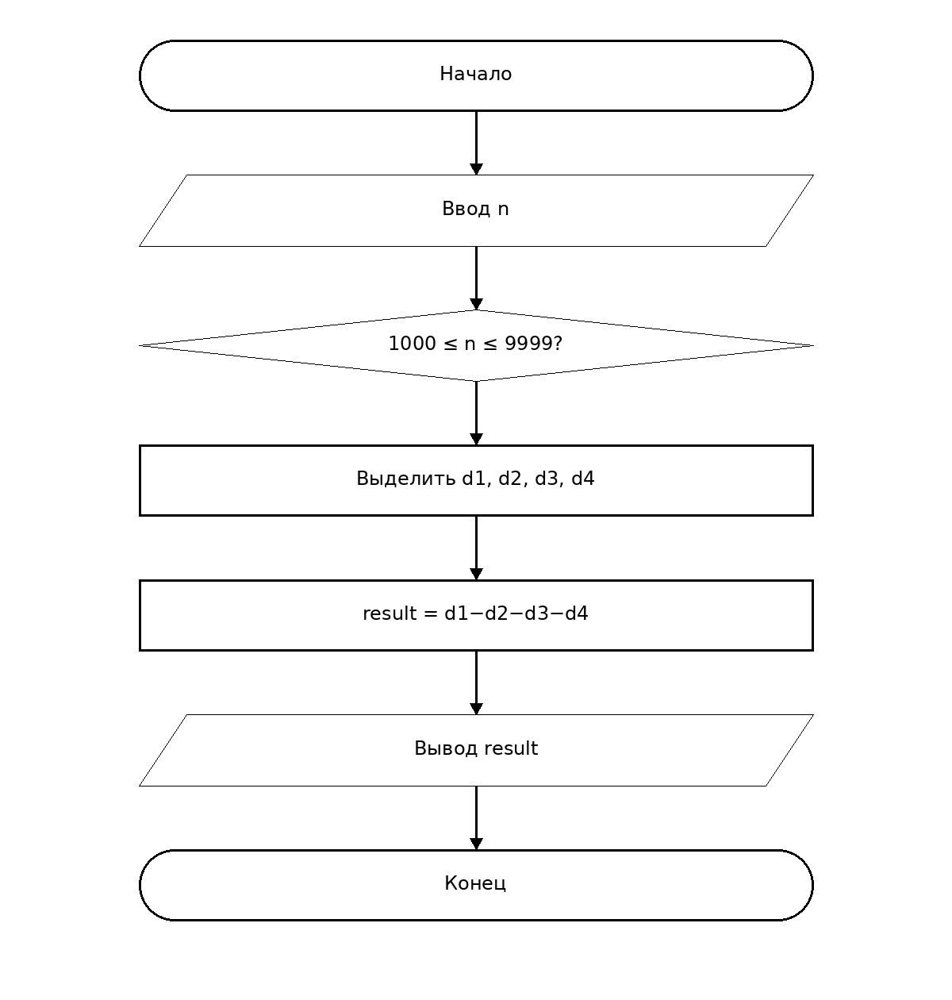 Начало
Ввод n
1000 ≤ n ≤ 9999?
Выделить d1, d2, d3, d4
result = d1−d2−d3−d4
Вывод result
Конец